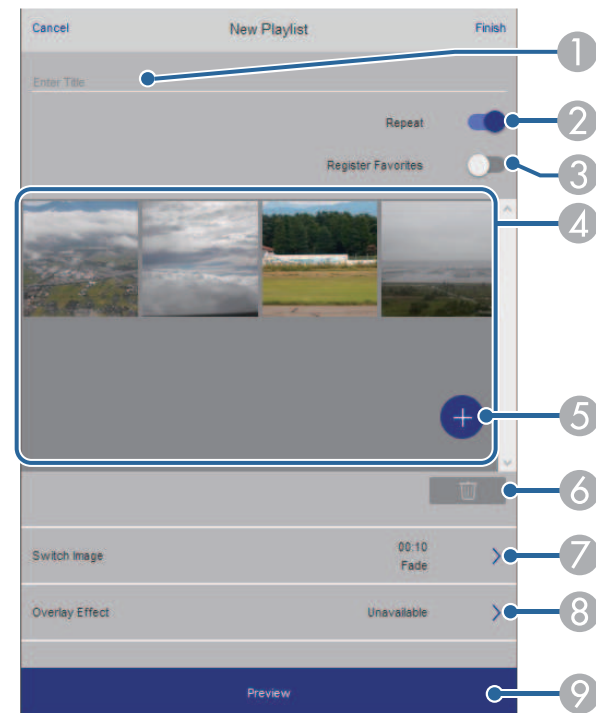 Cancel New Playlist Finish
1
Enter Title
Repeat 2
Register Favorites 3
4
5
6
Switch Image 00:10 7
Fade
Overlay Effect Unavailable 8
Preview 9